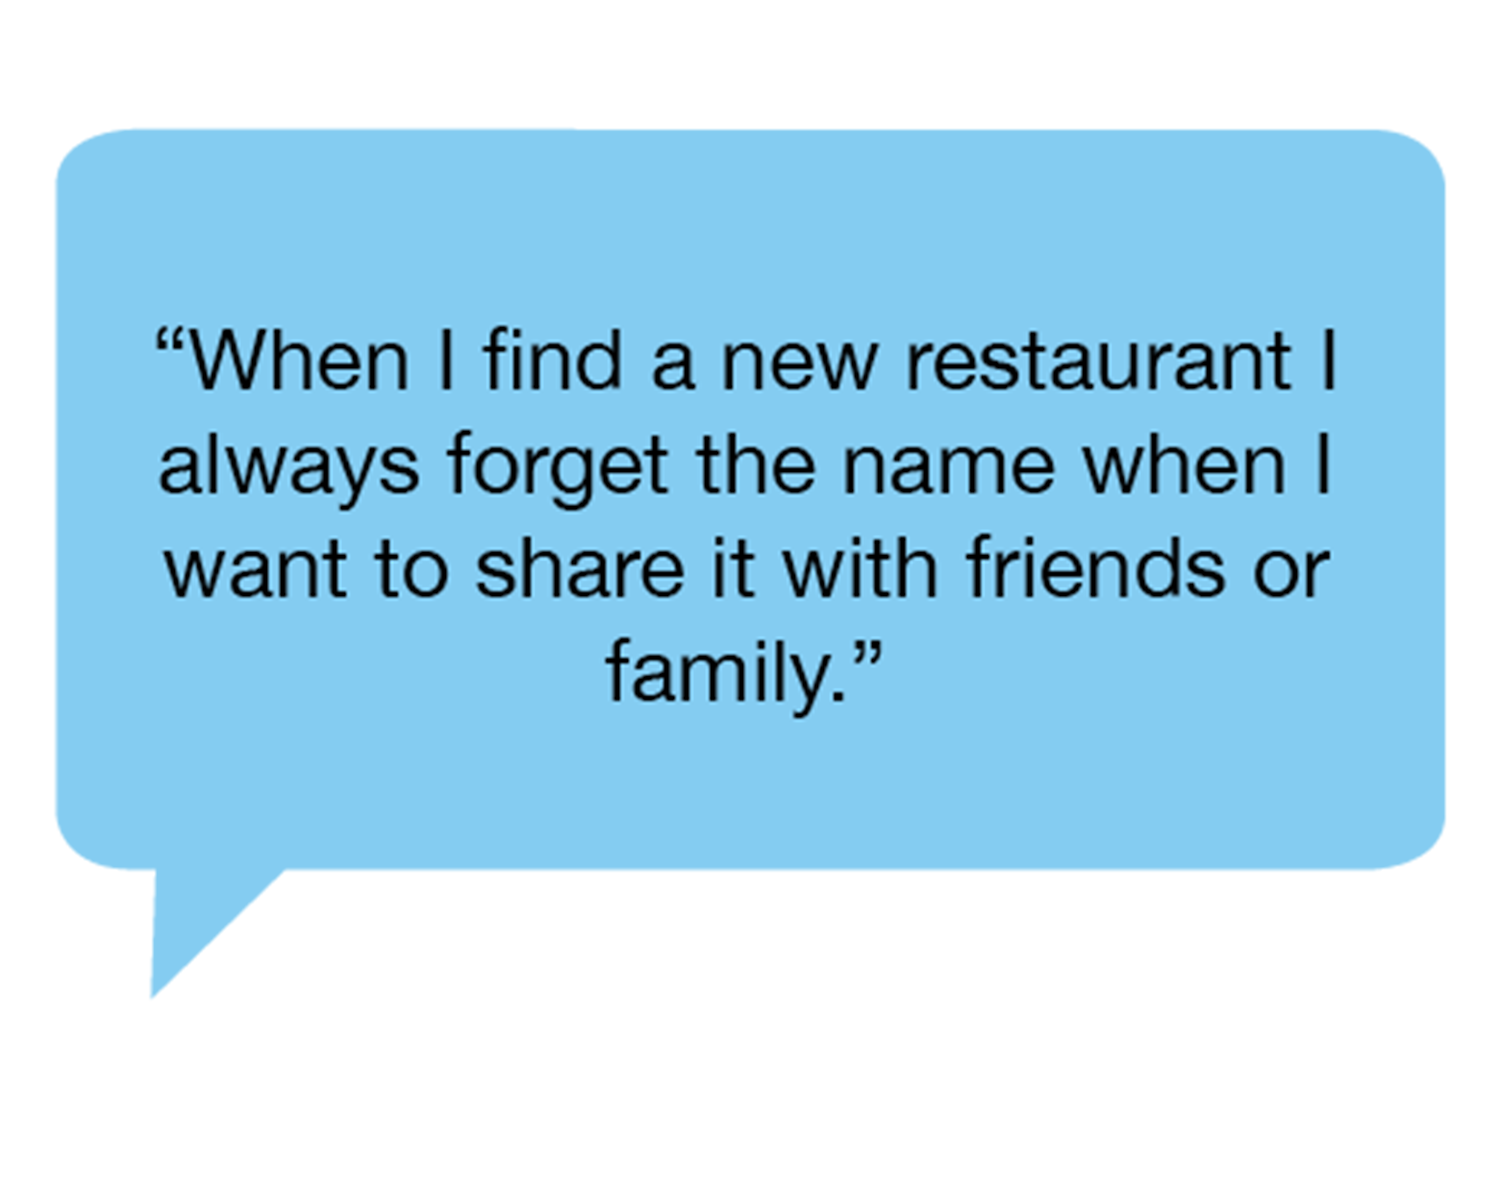 “When I find a new restaurant I
always forget the name when I
want to share it with friends or
family.”